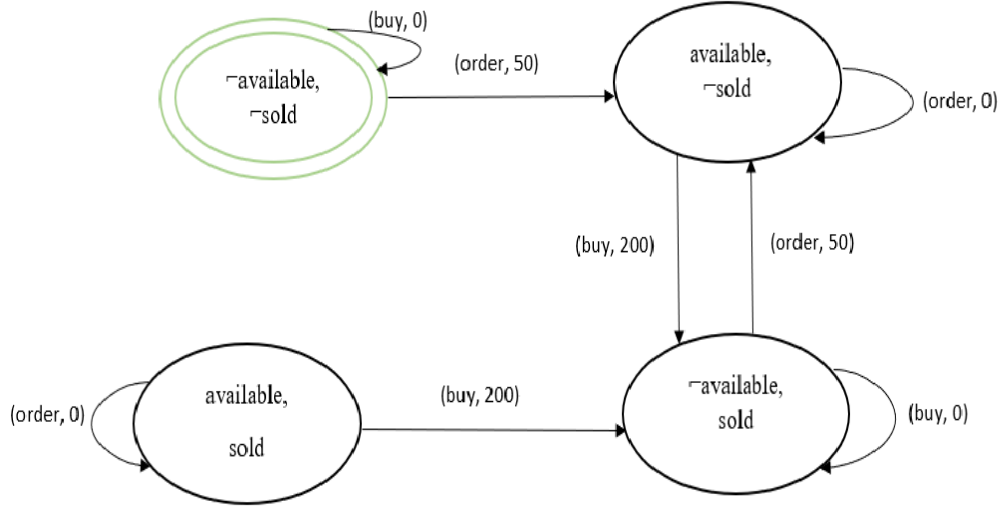 (buy, 0)
¬available,
¬sold
(order, 50)
available,
¬sold
(order, 0)
(buy, 200)
(order, 50)
(order, 0)
available,
sold
(buy, 200)
¬available,
sold
(buy, 0)